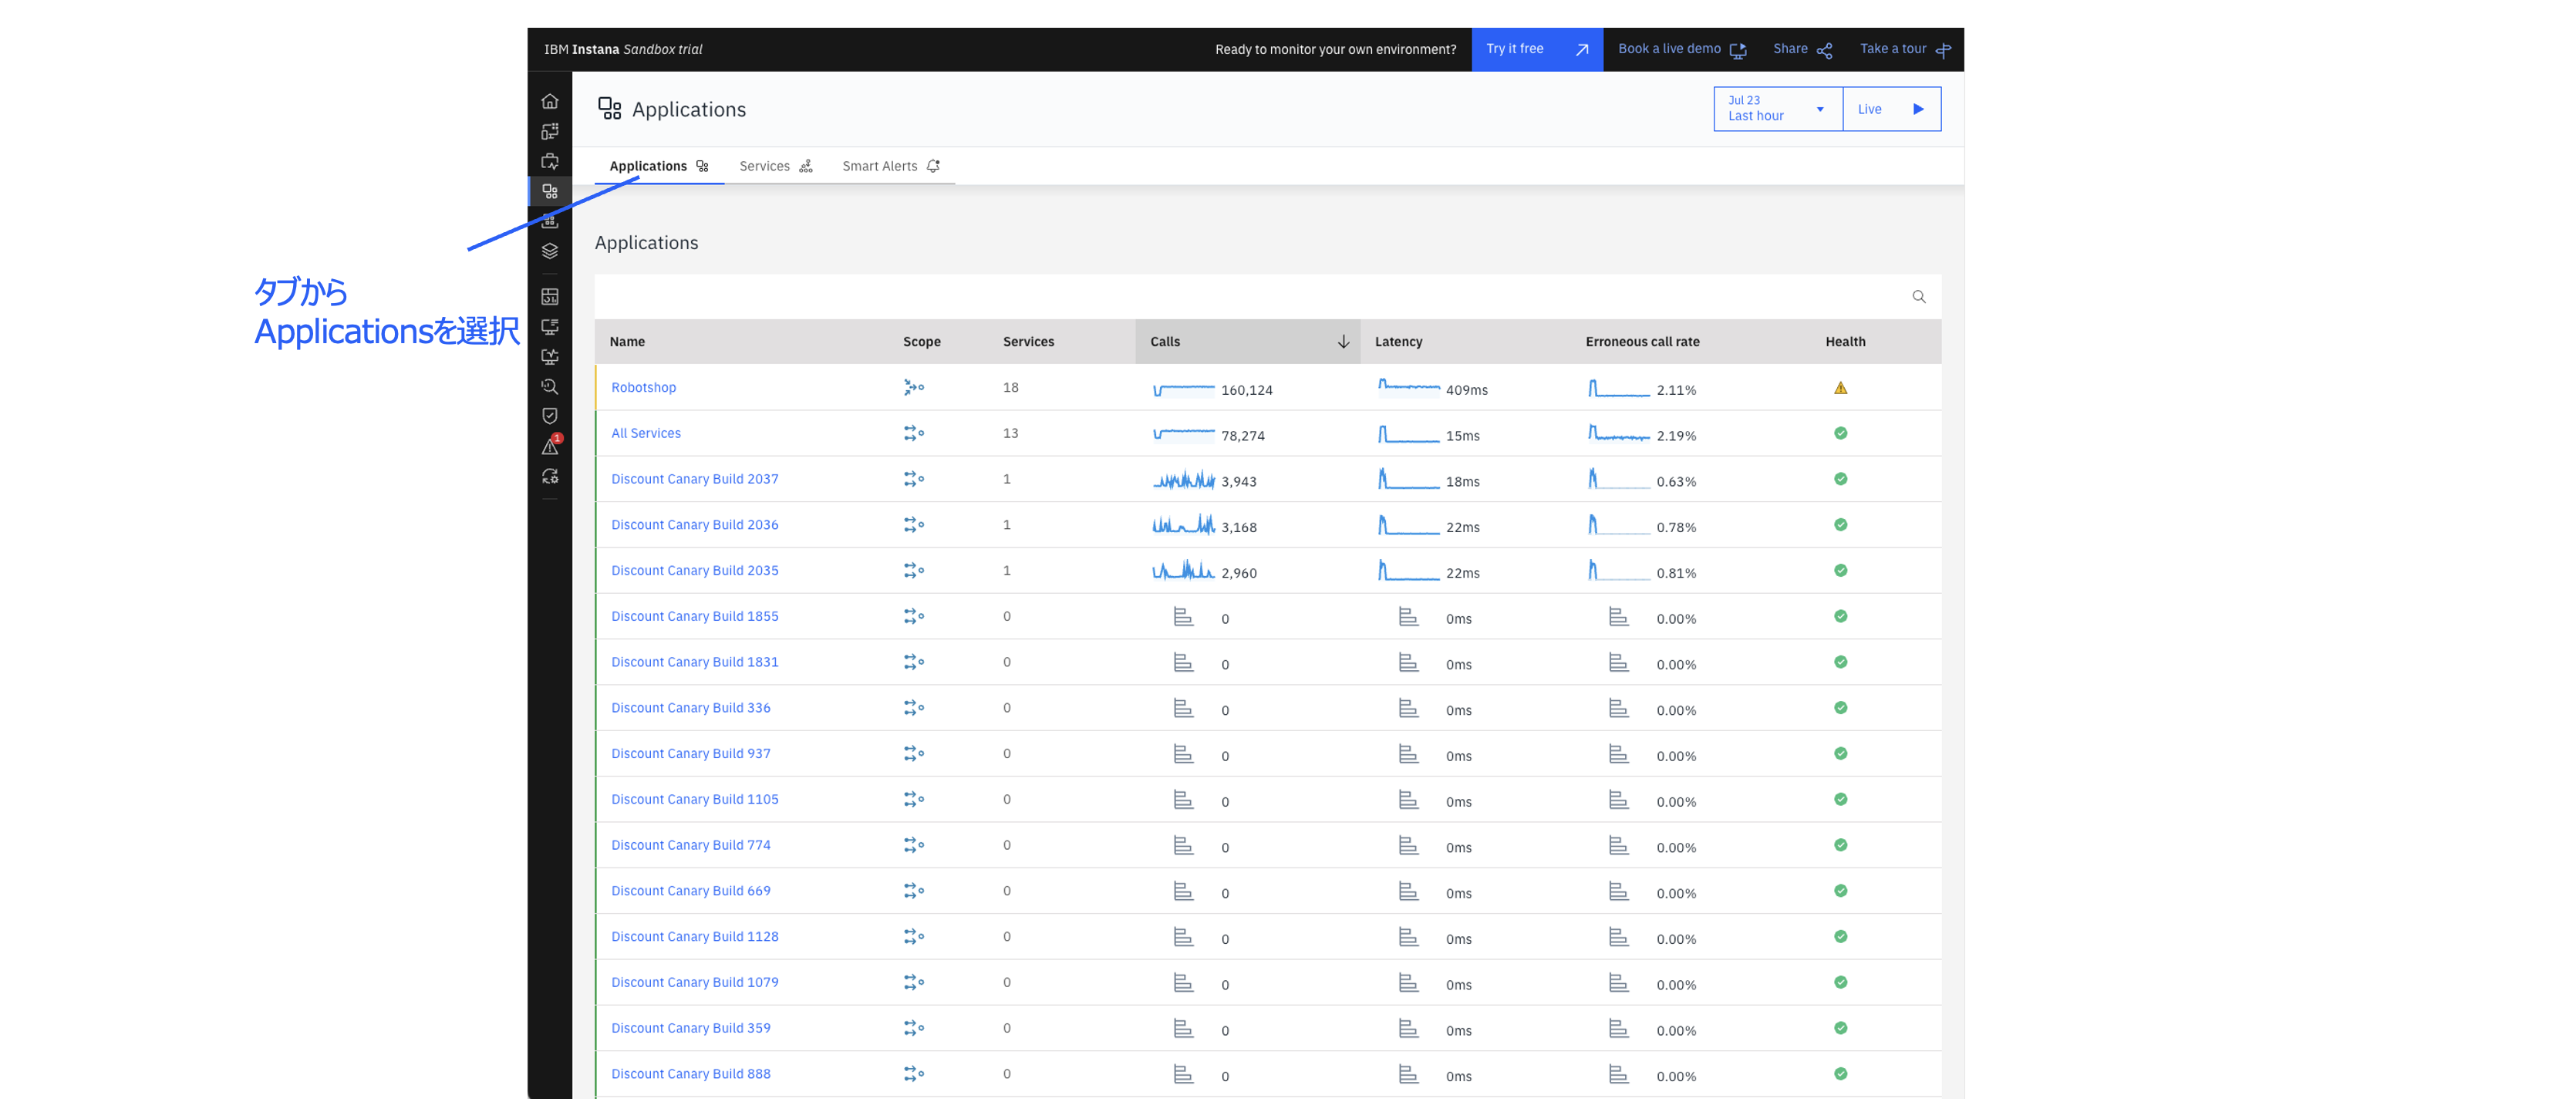 IBM Instana Sandbox trial
Ready to monitor your own environment?
Try it free
Book a live demo
Share
Take a tour
Applications
Jul 23
Last hour
Live
Applications
Services
Smart Alerts
タブから
Applicationsを選択
Applications
1
Name Scope Services Calls Latency Erroneous call rate Health
Robotshop 18 160,124 409ms 2.11%
All Services 13 78,274 15ms 2.19%
Discount Canary Build 2037 1 3,943 18ms 0.63%
Discount Canary Build 2036 1 3,168 22ms 0.78%
Discount Canary Build 2035 1 2,960 22ms 0.81%
Discount Canary Build 1855 0 0 0ms 0.00%
Discount Canary Build 1831 0 0 0ms 0.00%
Discount Canary Build 336 0 0 0ms 0.00%
Discount Canary Build 937 0 0 0ms 0.00%
Discount Canary Build 1105 0 0 0ms 0.00%
Discount Canary Build 774 0 0 0ms 0.00%
Discount Canary Build 669 0 0 0ms 0.00%
Discount Canary Build 1128 0 0 0ms 0.00%
Discount Canary Build 1079 0 0 0ms 0.00%
Discount Canary Build 359 0 0 0ms 0.00%
Discount Canary Build 888 0 0 0ms 0.00%